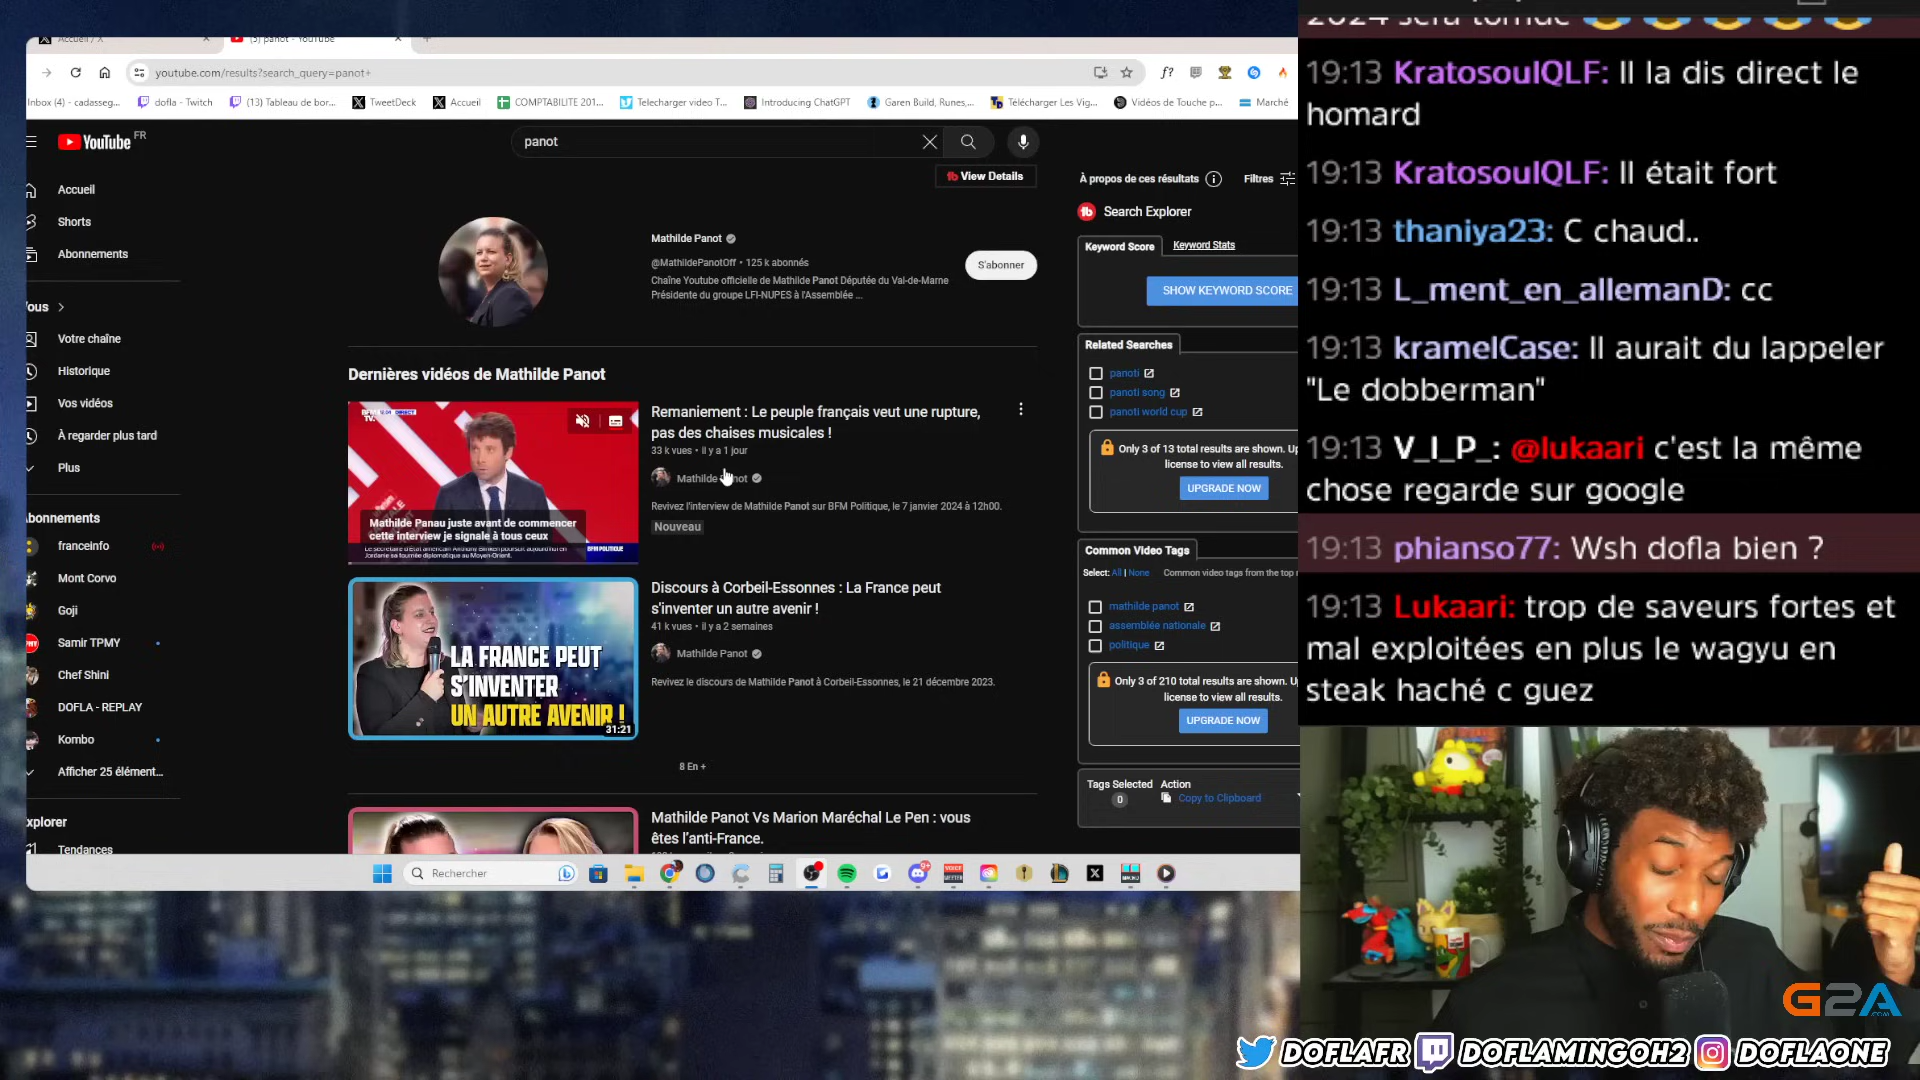 Accueil / X
(5) panot - YouTube
youtube.com/results?search_query=panot+
f?
Inbox (4) - cadasseg...
dofla - Twitch
(13) Tableau de bor...
TweetDeck
Accueil
COMPTABILITE 201...
Telecharger video T...
Introducing ChatGPT
Garen Build, Runes,...
Télécharger Les Vig...
Vidéos de Touche p...
Marché
YouTube FR
panot
View Details
Accueil
Shorts
Abonnements
ous
Votre chaîne
Historique
Vos vidéos
À regarder plus tard
Plus
bonnements
franceinfo
Mont Corvo
Goji
Samir TPMY
Chef Shini
DOFLA - REPLAY
Kombo
Afficher 25 élément...
xplorer
Tendances
Mathilde Panot
@MathildePanotOff • 125 k abonnés
Chaîne Youtube officielle de Mathilde Panot Députée du Val-de-Marne
Présidente du groupe LFI-NUPES à l'Assemblée ...
S'abonner
Dernières vidéos de Mathilde Panot
Remaniement : Le peuple français veut une rupture,
pas des chaises musicales !
33 k vues • il y a 1 jour
Mathilde Panot
Revivez l'interview de Mathilde Panot sur BFM Politique, le 7 janvier 2024 à 12h00.
Nouveau
Mathilde Panau juste avant de commencer
cette interview je signale à tous ceux
Jordanie sa tournée diplomatique au Moyen-Orient.
BFM POLITIQUE
Discours à Corbeil-Essonnes : La France peut
s'inventer un autre avenir !
41 k vues • il y a 2 semaines
Mathilde Panot
Revivez le discours de Mathilde Panot à Corbeil-Essonnes, le 21 décembre 2023.
LA FRANCE PEUT
S'INVENTER
UN AUTRE AVENIR !
31:21
8 En +
Mathilde Panot Vs Marion Maréchal Le Pen : vous
êtes l'anti-France.
À propos de ces résultats
Filtres
Search Explorer
Keyword Score
Keyword Stats
SHOW KEYWORD SCORE
Related Searches
panoti
panoti song
panoti world cup
Only 3 of 13 total results are shown. Up
license to view all results.
UPGRADE NOW
Common Video Tags
Select: All | None
Common video tags from the top r
mathilde panot
assemblée nationale
politique
Only 3 of 210 total results are shown. Up
license to view all results.
UPGRADE NOW
Tags Selected
0
Action
Copy to Clipboard
Rechercher
2024 sera torride
19:13 KratosoulQLF: Il la dis direct le
homard
19:13 KratosoulQLF: Il était fort
19:13 thaniya23: C chaud..
19:13 L_ment_en_allemanD: cc
19:13 kramelCase: Il aurait du lappeler
"Le dobberman"
19:13 V_I_P_: @lukaari c'est la même
chose regarde sur google
19:13 phianso77: Wsh dofla bien ?
19:13 Lukaari: trop de saveurs fortes et
mal exploitées en plus le wagyu en
steak haché c guez
G2A
.COM
DOFLAFR
DOFLAMINGOH2
DOFLAONE